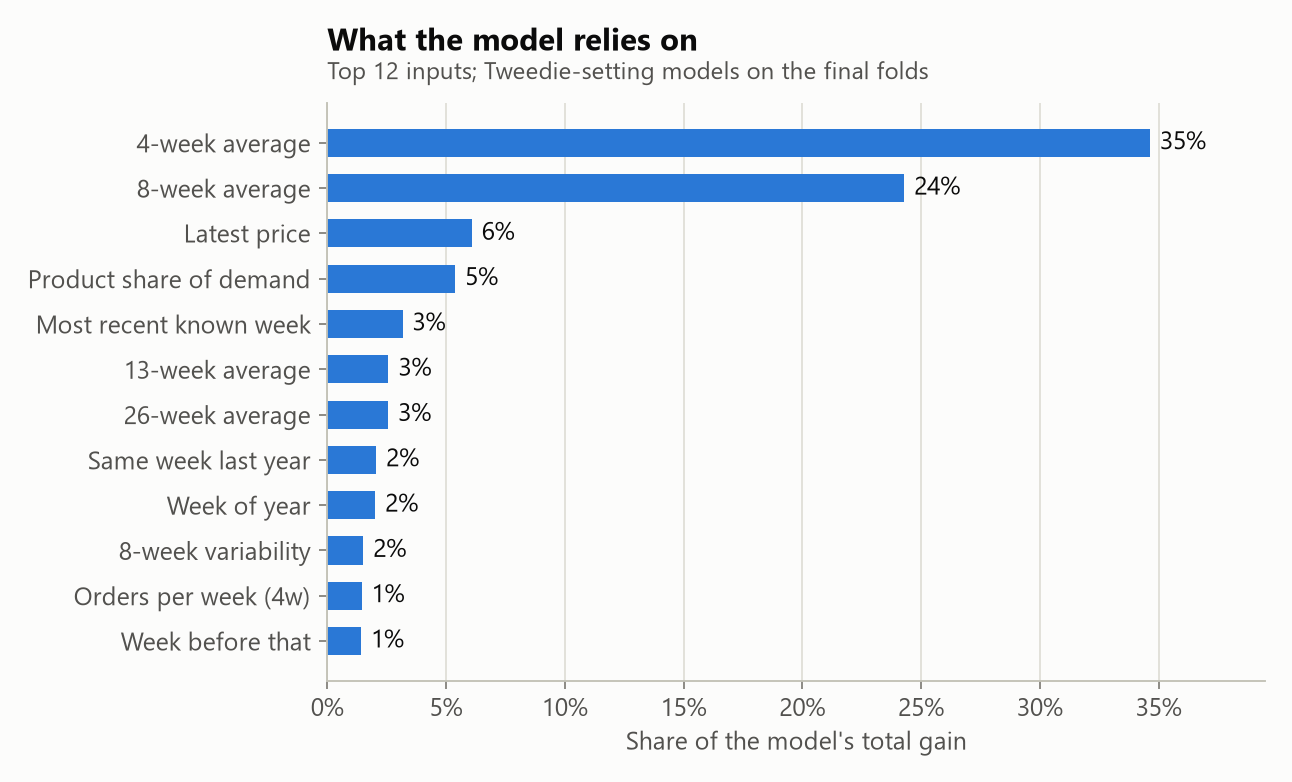 What the model relies on
Top 12 inputs; Tweedie-setting models on the final folds
4-week average 35%
8-week average 24%
Latest price 6%
Product share of demand 5%
Most recent known week 3%
13-week average 3%
26-week average 3%
Same week last year 2%
Week of year 2%
8-week variability 2%
Orders per week (4w) 1%
Week before that 1%
0% 5% 10% 15% 20% 25% 30% 35%
Share of the model's total gain